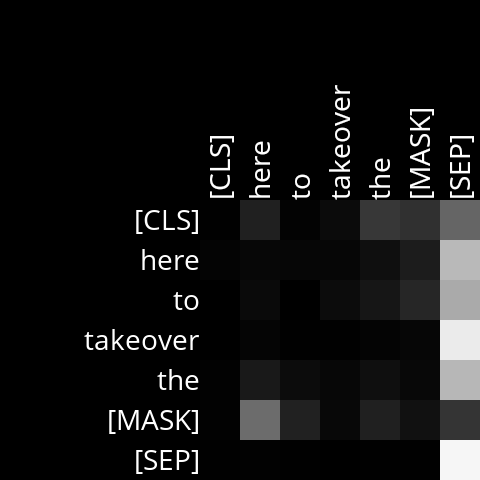 [CLS]
here
to
takeover
the
[MASK]
[SEP]
[CLS]
here
to
takeover
the
[MASK]
[SEP]